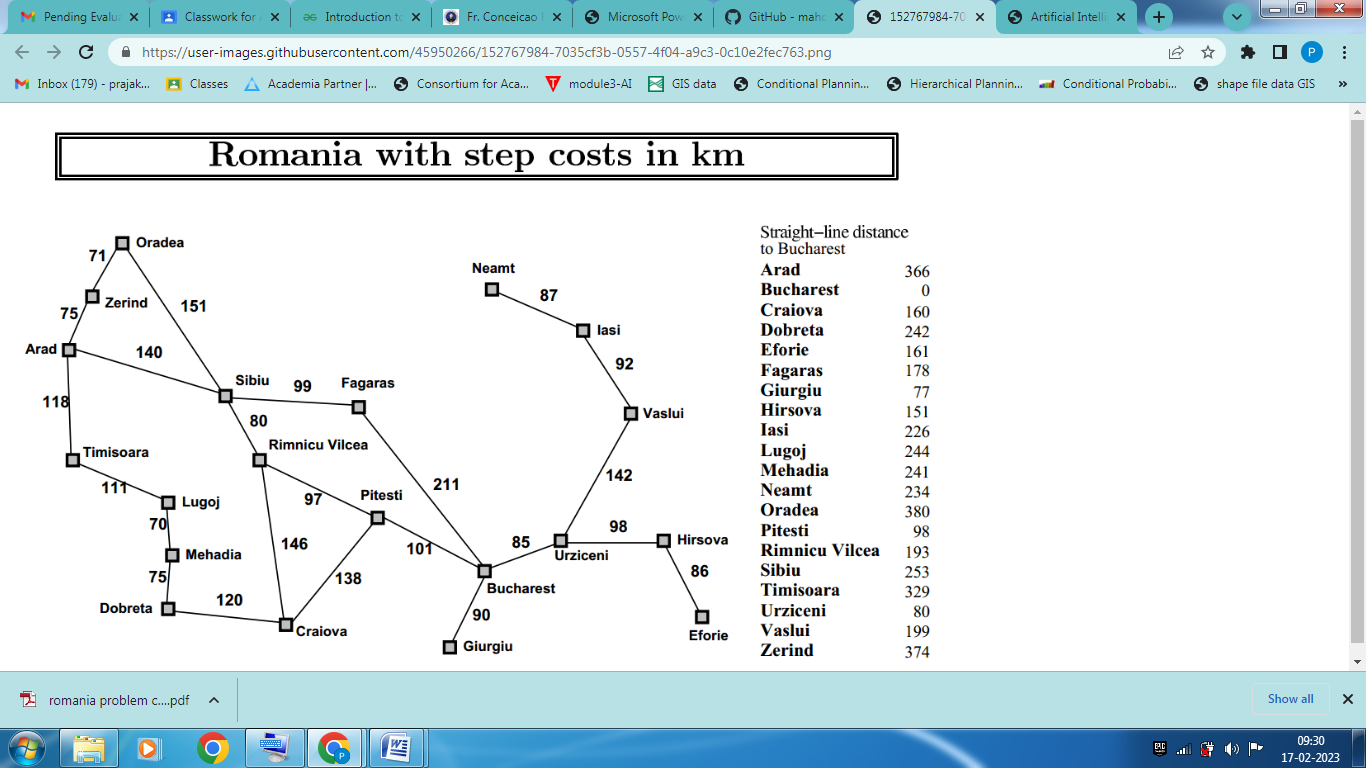 Pending Evalua
Classwork for A
Introduction to
Fr. Conceicao
Microsoft Pow
GitHub - maho
152767984-70
Artificial Intelle
https://user-images.githubusercontent.com/45950266/152767984-7035cf3b-0557-4f04-a9c3-0c10e2fec763.png
P
Inbox (179) - prajak...
Classes
Academia Partner |...
Consortium for Aca...
module3-AI
GIS data
Conditional Plannin...
Hierarchical Plannin...
Conditional Probabi...
shape file data GIS
»
Romania with step costs in km
Oradea
71
Zerind
75
151
Arad
140
118
Sibiu
99
Fagaras
80
Timisoara
Rimnicu Vilcea
111
Lugoj
97
Pitesti
211
70
Mehadia
146
101
75
138
Dobreta
120
Craiova
Neamt
87
Iasi
92
Vaslui
142
85
98
Hirsova
Urziceni
86
Bucharest
90
Giurgiu
Eforie
Straight-line distance
to Bucharest
Arad 366
Bucharest 0
Craiova 160
Dobreta 242
Eforie 161
Fagaras 178
Giurgiu 77
Hirsova 151
Iasi 226
Lugoj 244
Mehadia 241
Neamt 234
Oradea 380
Pitesti 98
Rimnicu Vilcea 193
Sibiu 253
Timisoara 329
Urziceni 80
Vaslui 199
Zerind 374
romania problem c....pdf
Show all
09:30
17-02-2023